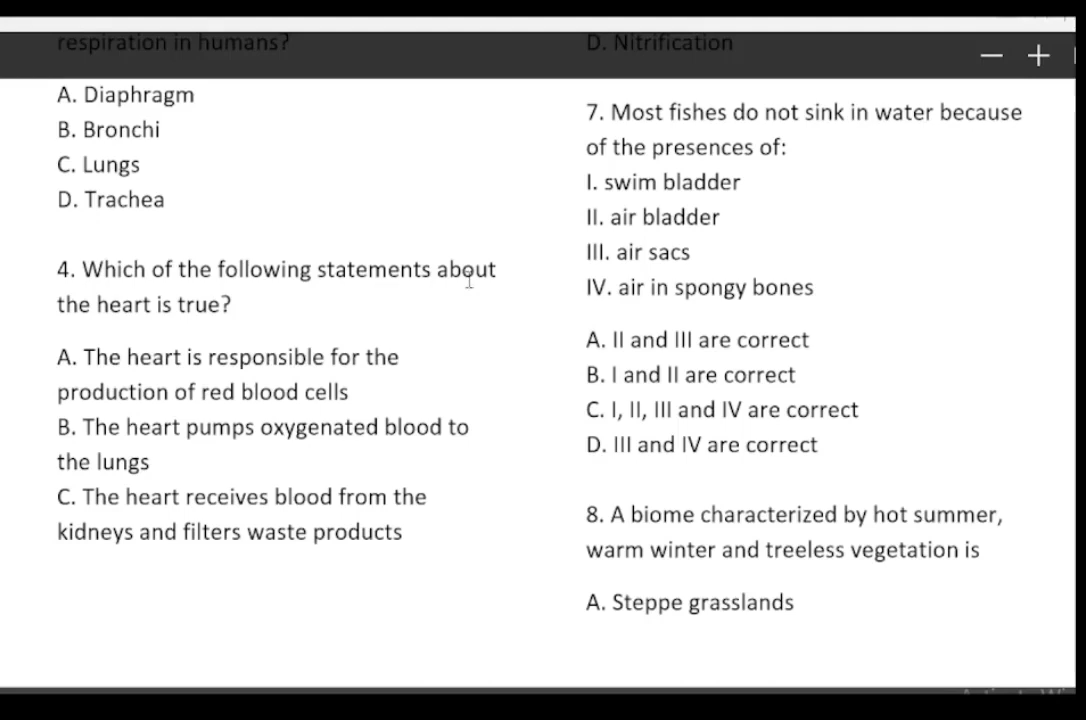 respiration in humans?
A. Diaphragm
B. Bronchi
C. Lungs
D. Trachea
4. Which of the following statements about
the heart is true?
A. The heart is responsible for the
production of red blood cells
B. The heart pumps oxygenated blood to
the lungs
C. The heart receives blood from the
kidneys and filters waste products
D. Nitrification
7. Most fishes do not sink in water because
of the presences of:
I. swim bladder
II. air bladder
III. air sacs
IV. air in spongy bones
A. II and III are correct
B. I and II are correct
C. I, II, III and IV are correct
D. III and IV are correct
8. A biome characterized by hot summer,
warm winter and treeless vegetation is
A. Steppe grasslands